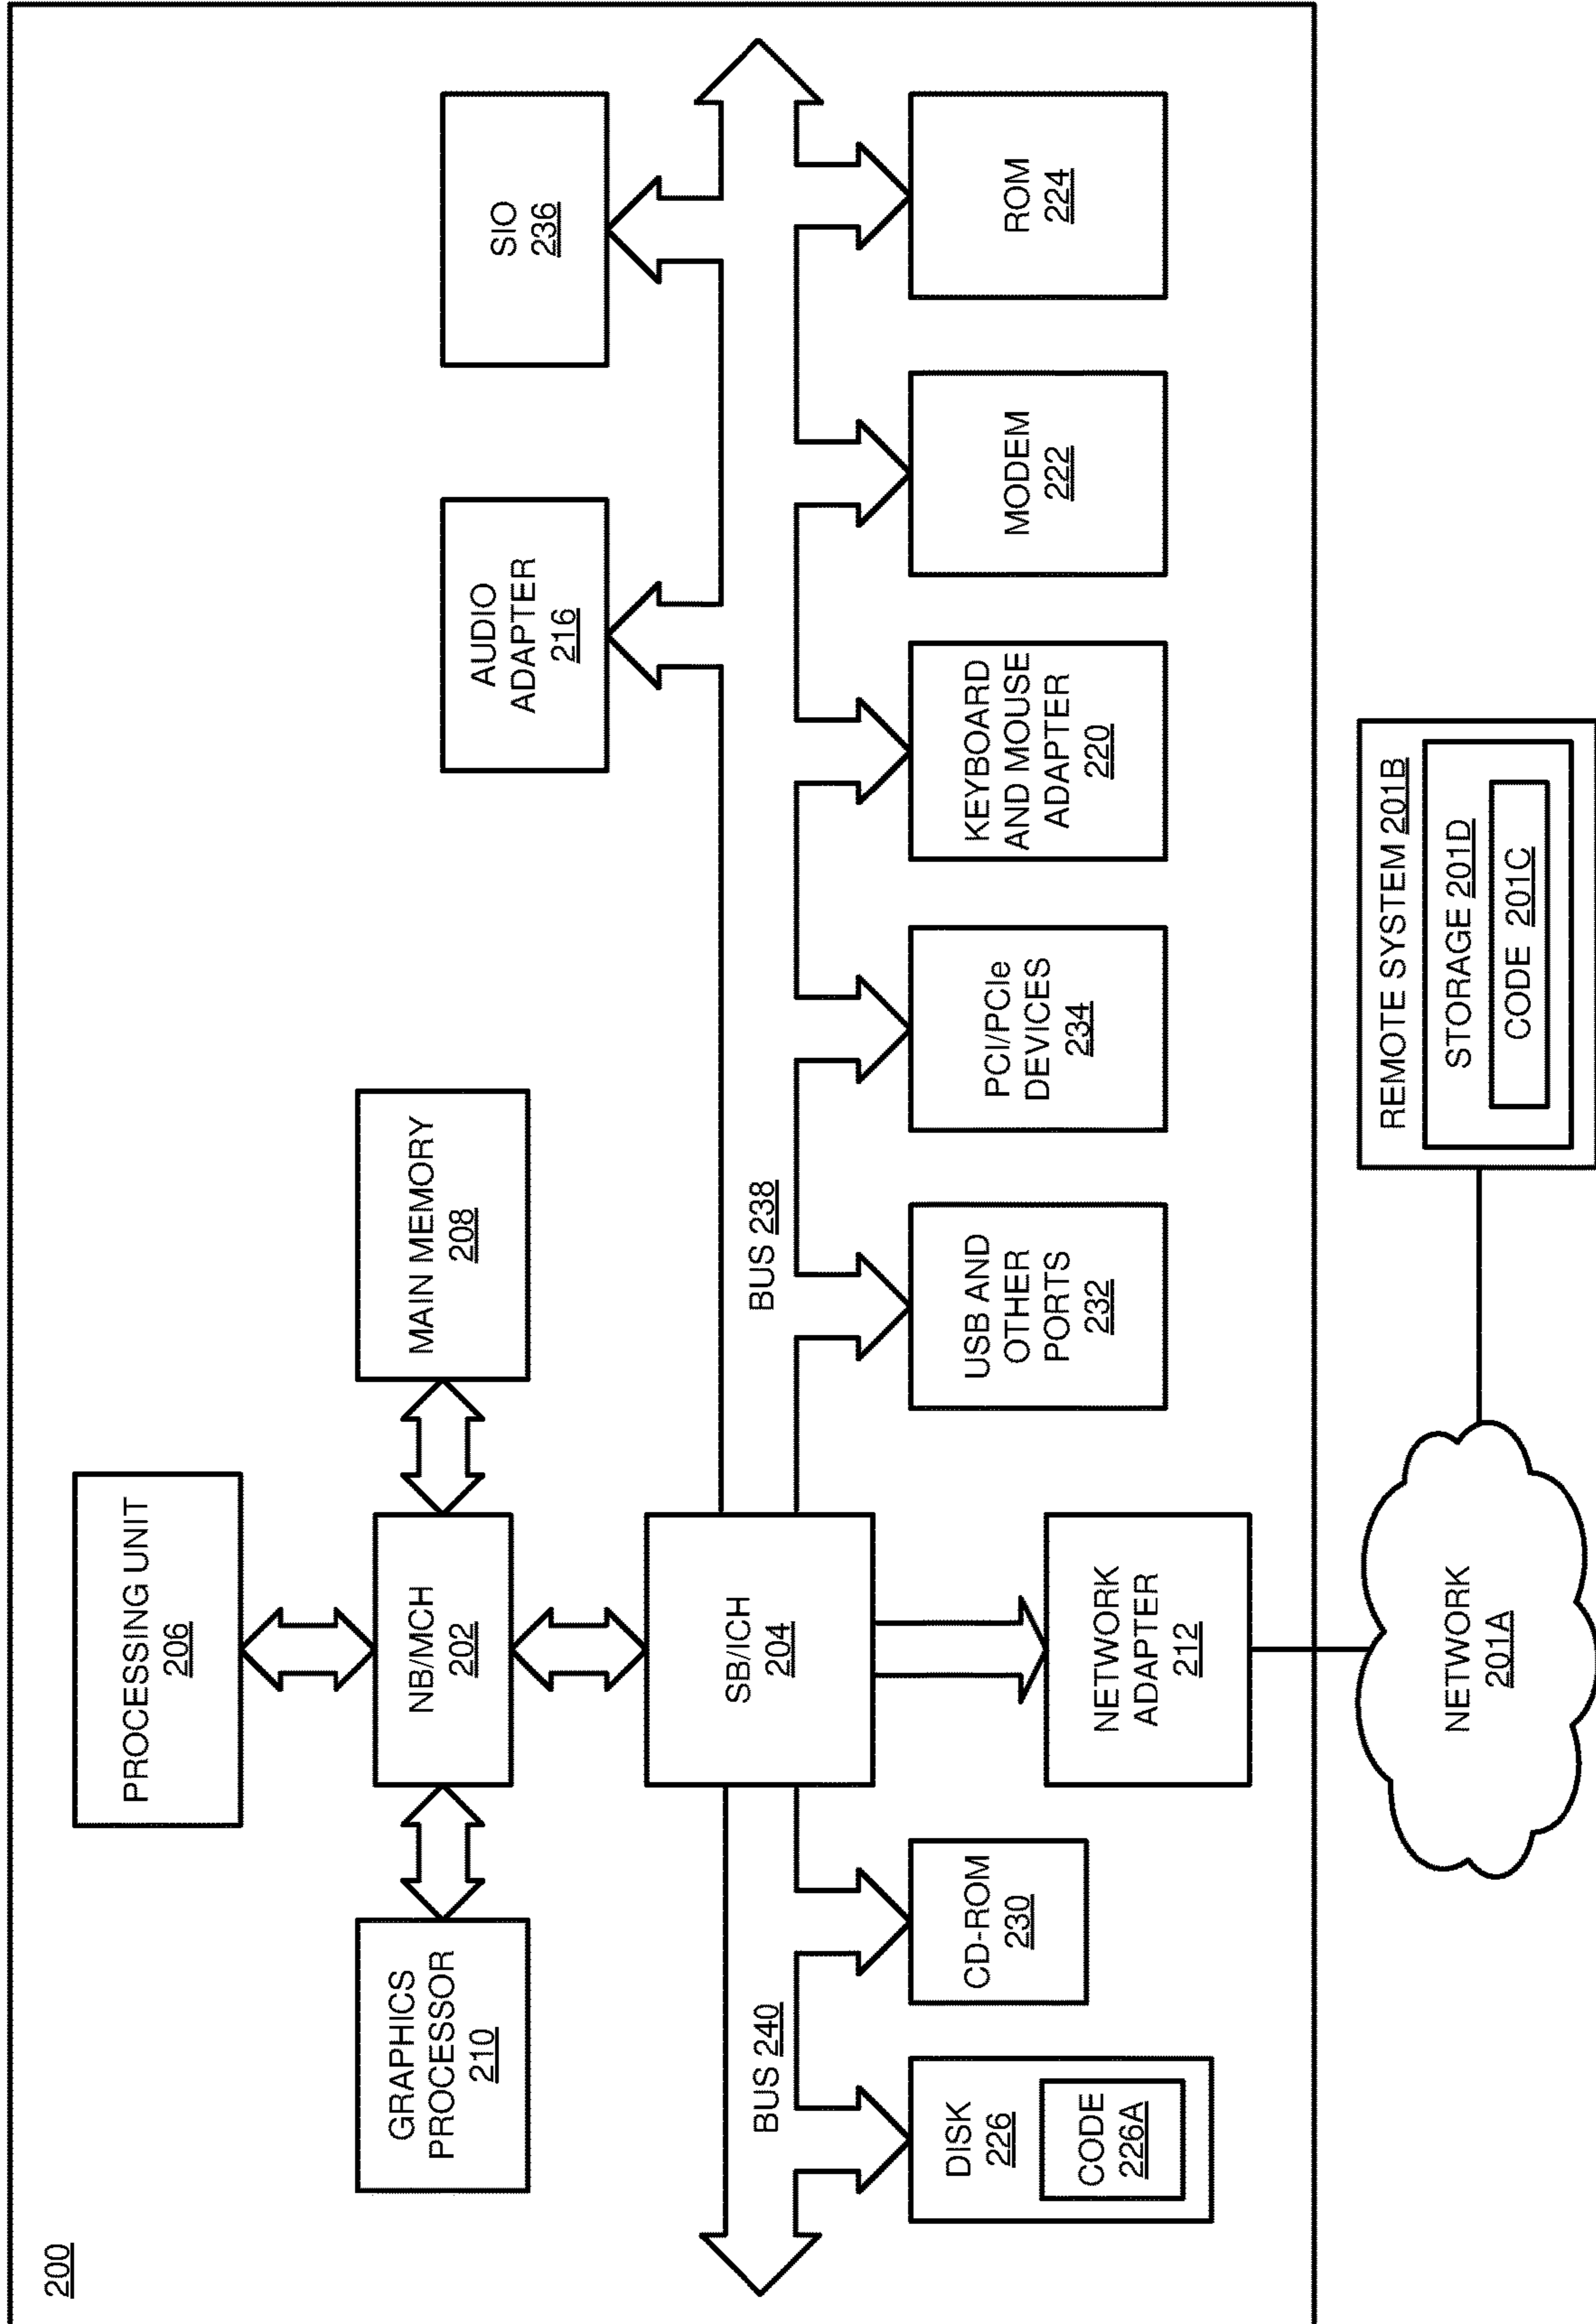 200
PROCESSING UNIT
206
GRAPHICS
PROCESSOR
210
NB/MCH
202
MAIN MEMORY
208
AUDIO
ADAPTER
216
SIO
236
SB/ICH
204
BUS 240
BUS 238
DISK
226
CODE
226A
CD-ROM
230
NETWORK
ADAPTER
212
USB AND
OTHER
PORTS
232
PCI/PCIe
DEVICES
234
KEYBOARD
AND MOUSE
ADAPTER
220
MODEM
222
ROM
224
NETWORK
201A
REMOTE SYSTEM 201B
STORAGE 201D
CODE 201C